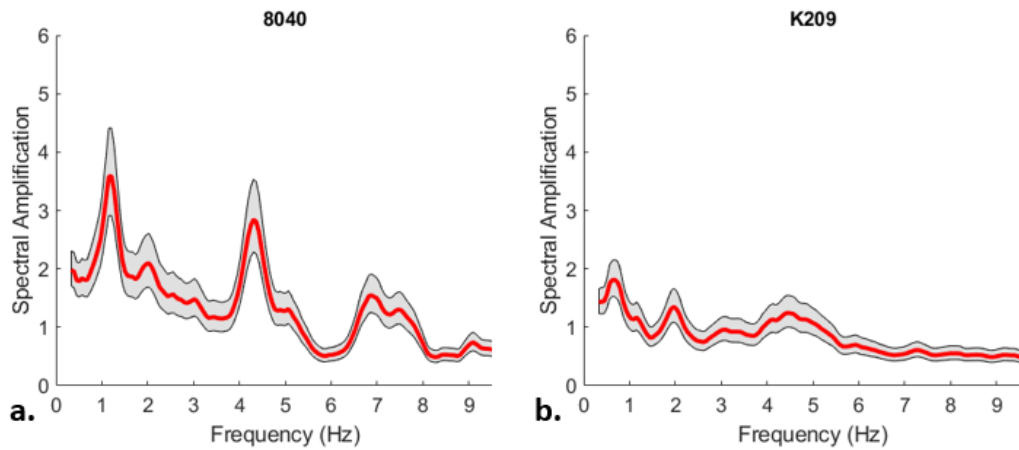 8040
6
5
4
3
2
1
0
Spectral Amplification
0 1 2 3 4 5 6 7 8 9
Frequency (Hz)
a.
K209
6
5
4
3
2
1
0
Spectral Amplification
0 1 2 3 4 5 6 7 8 9
Frequency (Hz)
b.